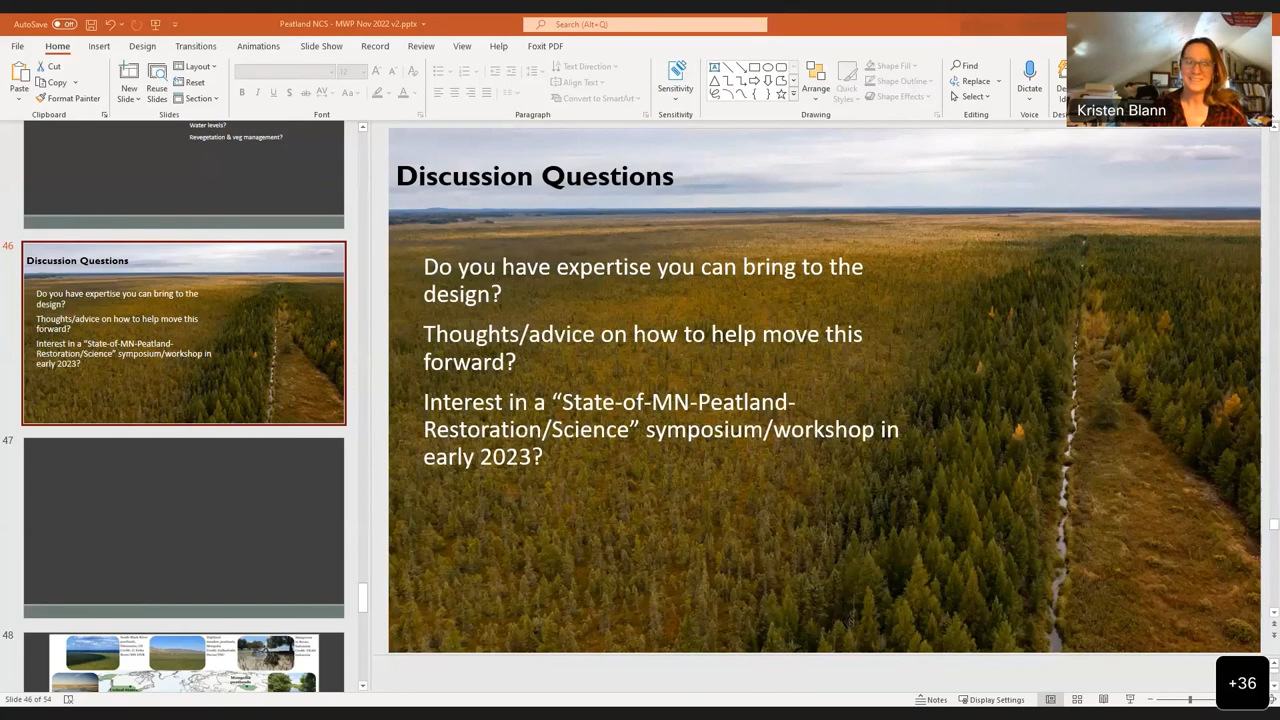 AutoSave Off
Peatland NCS - MWP Nov 2022 v2.pptx
Search (Alt+Q)
File Home Insert Design Transitions Animations Slide Show Record Review View Help Foxit PDF
Paste
Cut
Copy
Format Painter
Clipboard
New Slide
Reuse Slides
Layout
Reset
Section
Slides
12
B I U S ab AV Aa
Font
Text Direction
Align Text
Convert to SmartArt
Paragraph
Sensitivity
Sensitivity
Arrange
Quick Styles
Shape Fill
Shape Outline
Shape Effects
Drawing
Find
Replace
Select
Editing
Dictate
Voice
Kristen Blann
Water levels?
Revegetation & veg management?
46
Discussion Questions
Do you have expertise you can bring to the
design?
Thoughts/advice on how to help move this
forward?
Interest in a “State-of-MN-Peatland-
Restoration/Science” symposium/workshop in
early 2023?
47
48
Discussion Questions
Do you have expertise you can bring to the
design?
Thoughts/advice on how to help move this
forward?
Interest in a “State-of-MN-Peatland-
Restoration/Science” symposium/workshop in
early 2023?
Slide 46 of 54
Notes
Display Settings
+36